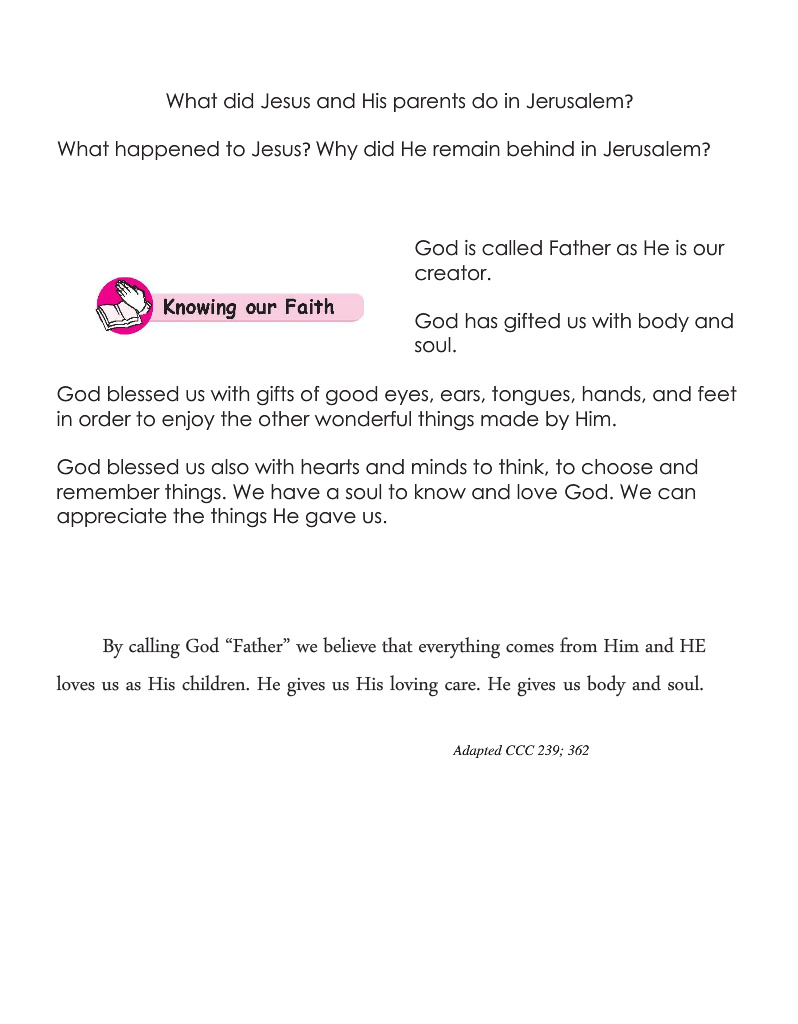 What did Jesus and His parents do in Jerusalem?
What happened to Jesus? Why did He remain behind in Jerusalem?
Knowing our Faith
God is called Father as He is our
creator.
God has gifted us with body and
soul.
God blessed us with gifts of good eyes, ears, tongues, hands, and feet
in order to enjoy the other wonderful things made by Him.
God blessed us also with hearts and minds to think, to choose and
remember things. We have a soul to know and love God. We can
appreciate the things He gave us.
By calling God “Father” we believe that everything comes from Him and HE
loves us as His children. He gives us His loving care. He gives us body and soul.
Adapted CCC 239; 362